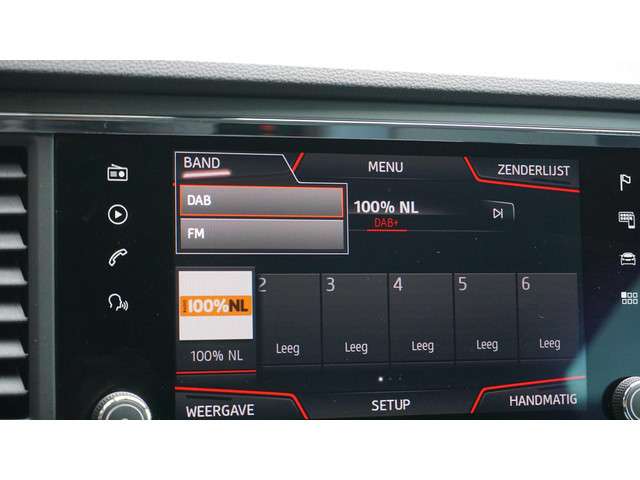 BAND
MENU
ZENDERLIJST
DAB
100% NL
DAB+
FM
2
3
4
5
6
100%NL
100% NL
Leeg
Leeg
Leeg
Leeg
Leeg
WEERGAVE
SETUP
HANDMATIG